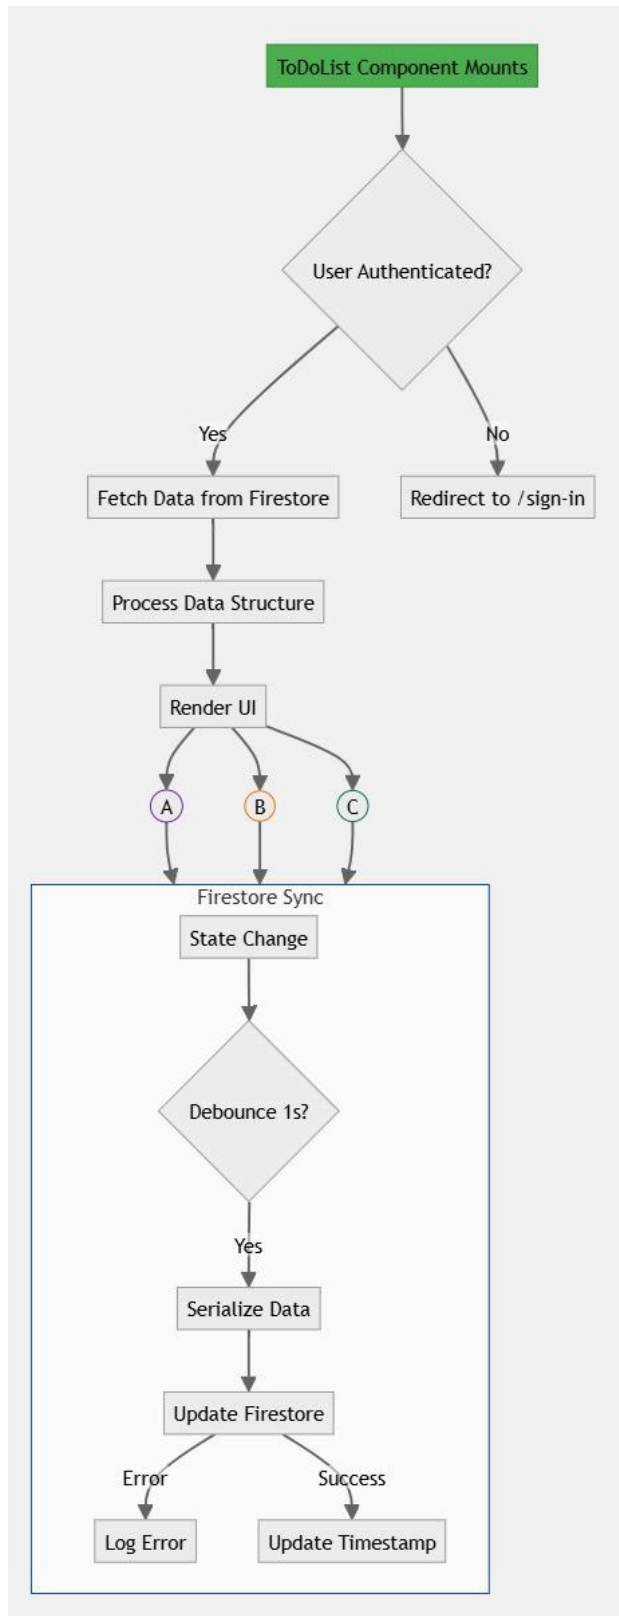 ToDoList Component Mounts
User Authenticated?
Yes
No
Fetch Data from Firestore
Redirect to /sign-in
Process Data Structure
Render UI
A
B
C
Firestore Sync
State Change
Debounce 1s?
Yes
Serialize Data
Update Firestore
Error
Success
Log Error
Update Timestamp